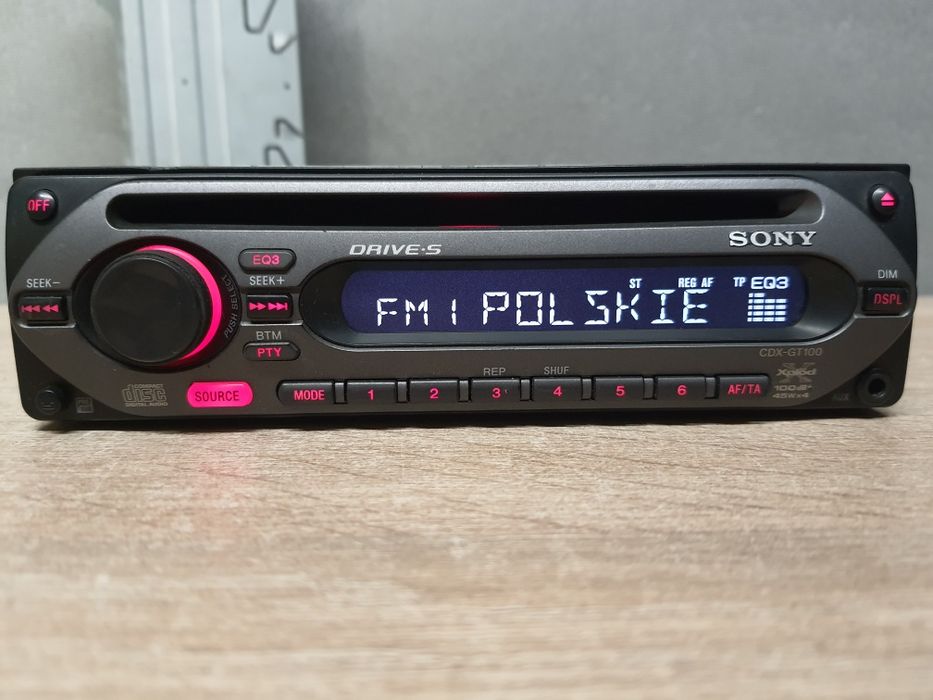 OFF
DRIVE·S
SONY
EQ3
SEEK+
SEEK−
PUSH SELECT
ST REG AF TP EQ3
FM1 POLSKIE
DIM
DSPL
BTM
PTY
CDX-GT100
Xplod
100dB*
45W×4
COMPACT
disc
DIGITAL AUDIO
SOURCE
MODE
REP SHUF
1 2 3 4 5 6
AF/TA
AUX